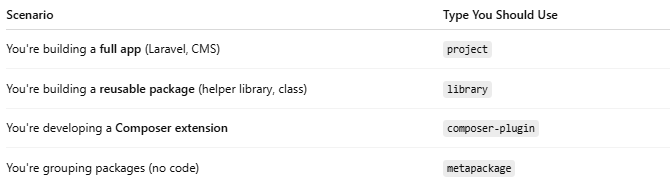 Scenario Type You Should Use
You're building a full app (Laravel, CMS) project
You're building a reusable package (helper library, class) library
You're developing a Composer extension composer-plugin
You're grouping packages (no code) metapackage